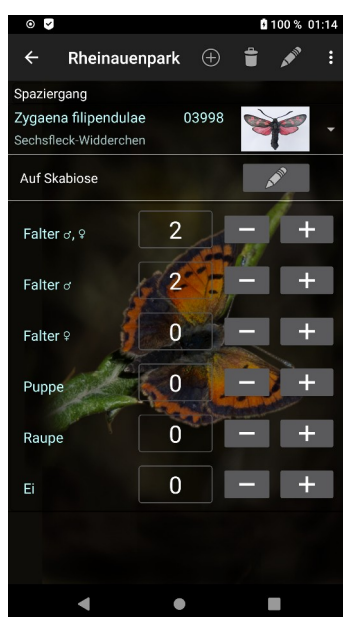 100 % 01:14
Rheinauenpark
Spaziergang
Zygaena filipendulae 03998
Sechsfleck-Widderchen
Auf Skabiose
Falter ♂, ♀ 2 − +
Falter ♂ 2 − +
Falter ♀ 0 − +
Puppe 0 − +
Raupe 0 − +
Ei 0 − +